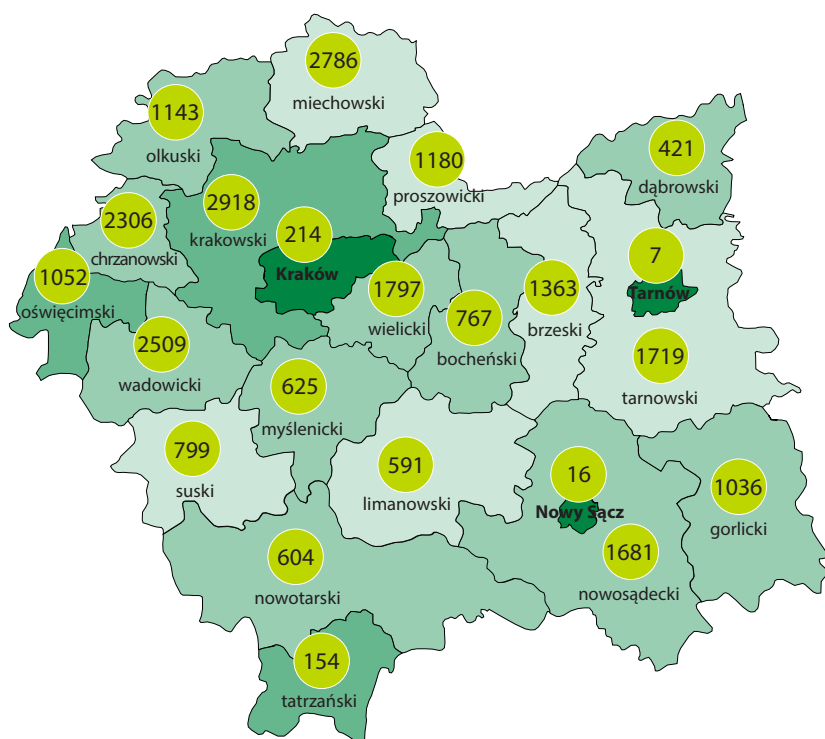 2786
miechowski
1143
olkuski
1180
proszowicki
421
dąbrowski
2918
krakowski
2306
chrzanowski
214
Kraków
7
Tarnów
1052
oświęcimski
1797
wielicki
1363
brzeski
767
bocheński
2509
wadowicki
1719
tarnowski
625
myślenicki
799
suski
591
limanowski
16
Nowy Sącz
1036
gorlicki
604
nowotarski
1681
nowosądecki
154
tatrzański